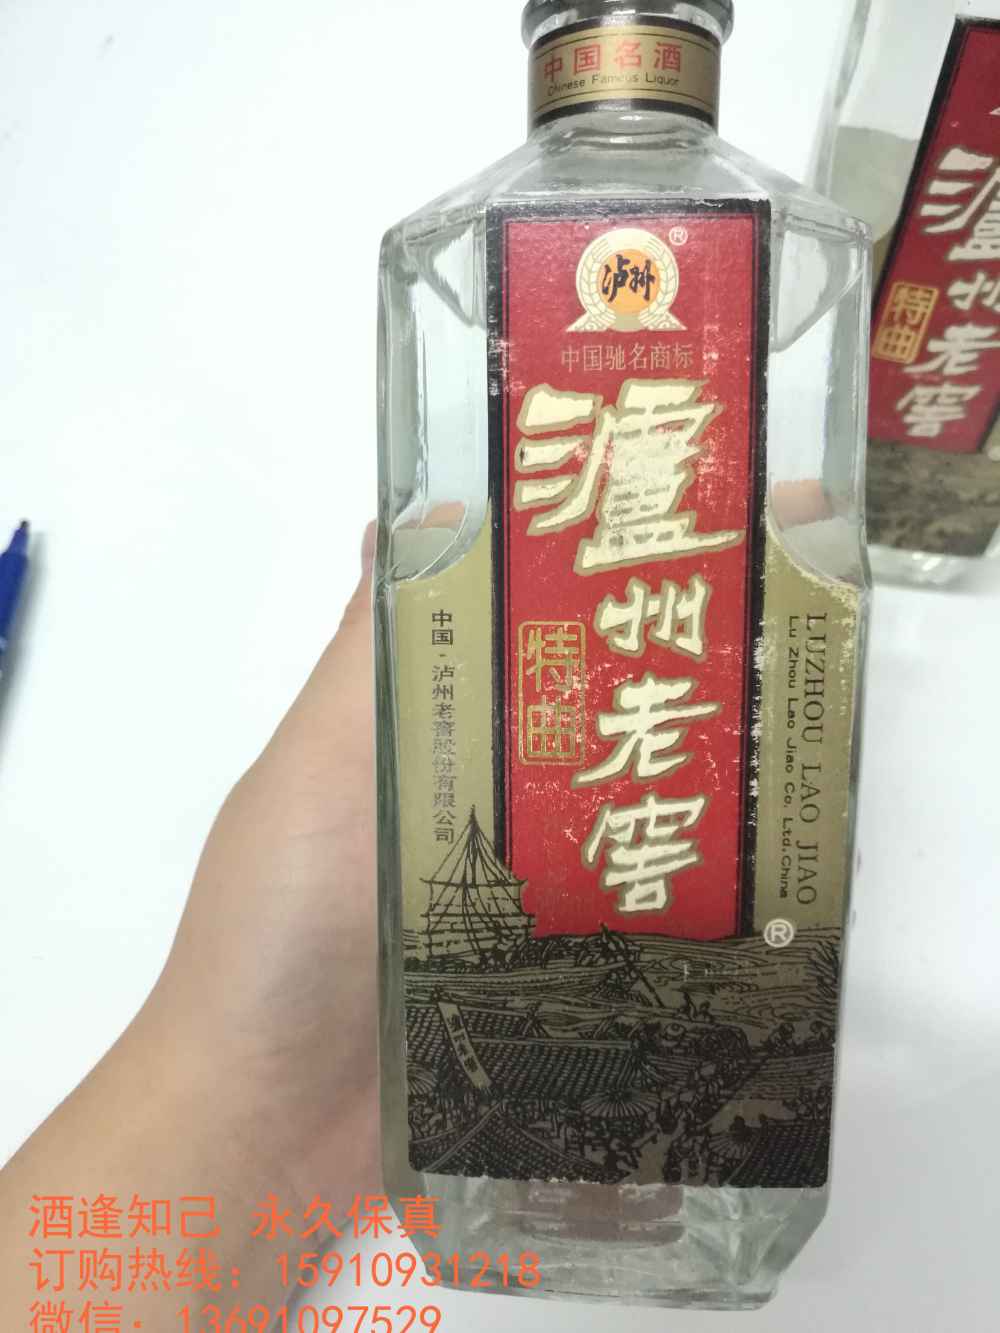 中国名酒
Chinese Famous Liquor
泸州
®
中国驰名商标
泸州老窖
特曲
中国·泸州老窖股份有限公司
LUZHOU LAO JIAO
Lu Zhou Lao Jiao Co. Ltd. China
®
泸州老窖
特曲
酒逢知己 永久保真
订购热线：15910931218
微信：13691097529